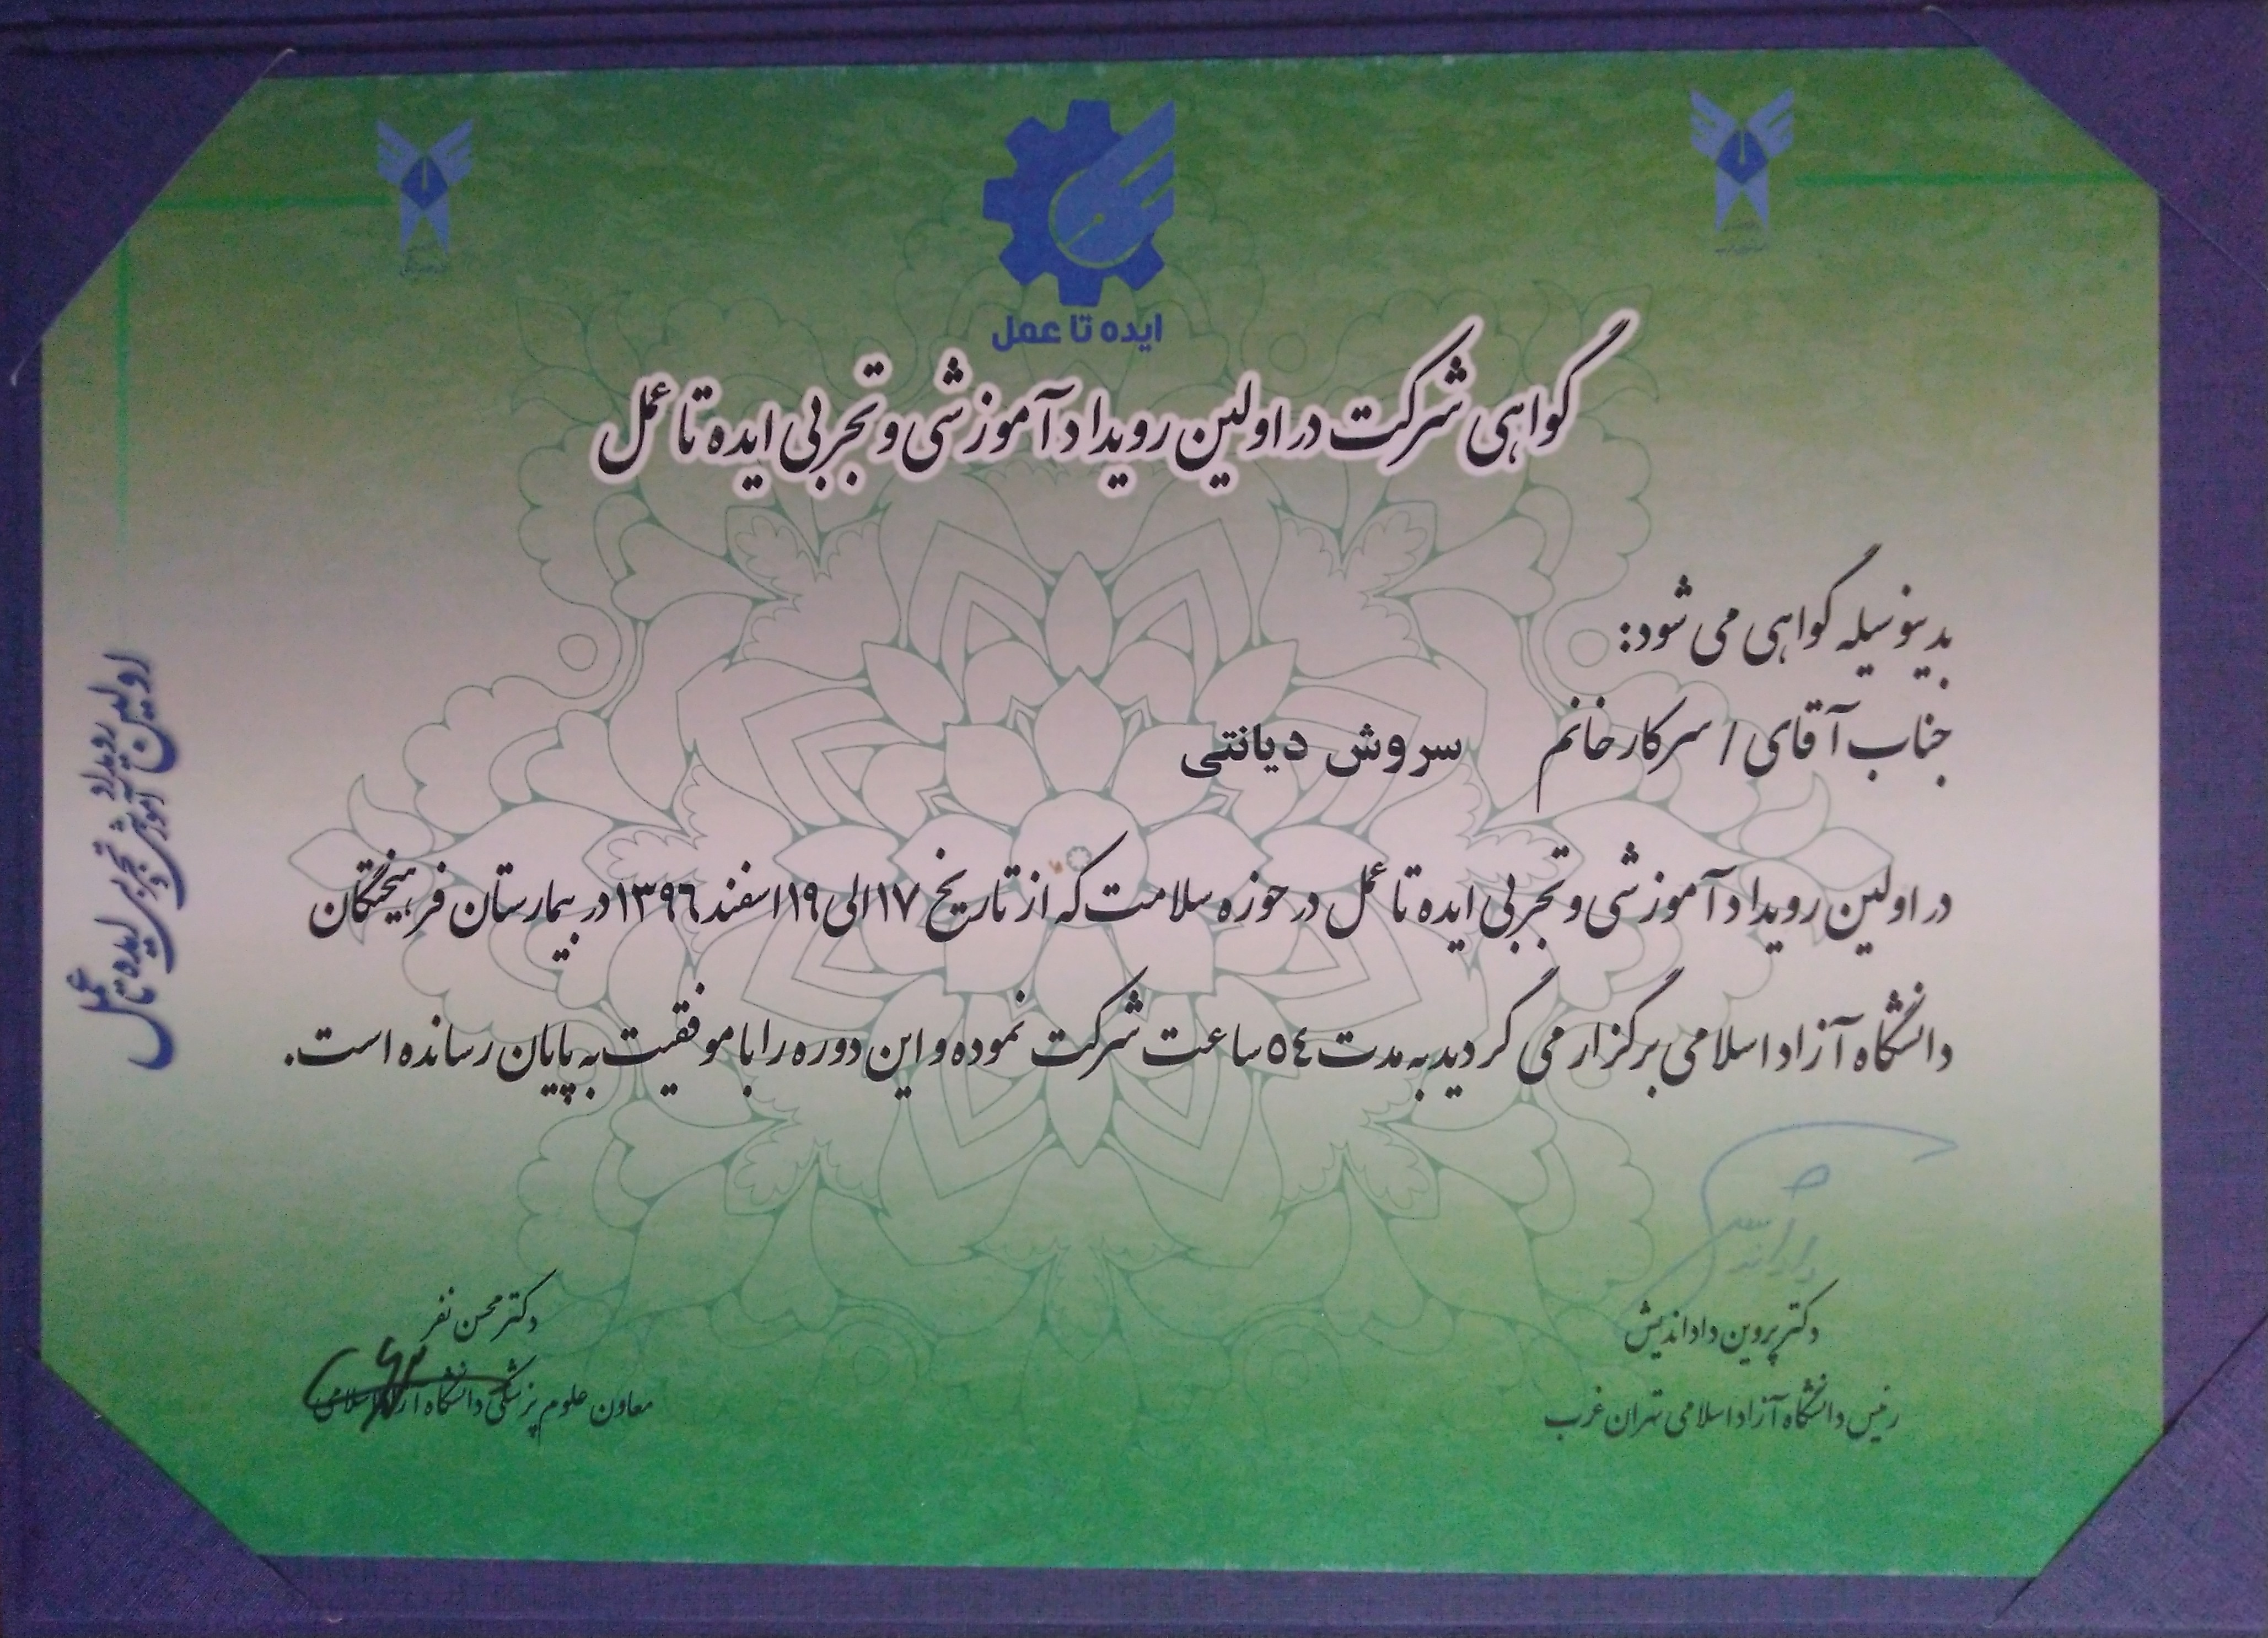 ایده تا عمل
گواهی شرکت در اولین رویداد آموزشی و تجربی ایده تا عمل
بدینوسیله گواهی می شود:
جناب آقای / سرکار خانم سروش دیانتی
در اولین رویداد آموزشی و تجربی ایده تا عمل در حوزه سلامت که از تاریخ ۱۷ الی ۱۹ اسفند ۱۳۹۶ در بیمارستان فرهیختگان
دانشگاه آزاد اسلامی برگزار می گردید به مدت ۵۴ ساعت شرکت نموده و این دوره را با موفقیت به پایان رسانده است.
دکتر پروین داداندیش
رئیس دانشگاه آزاد اسلامی تهران غرب
دکتر محسن نفر
معاون علوم پزشکی دانشگاه آزاد اسلامی
اولین رویداد آموزشی و تجربی ایده تا عمل